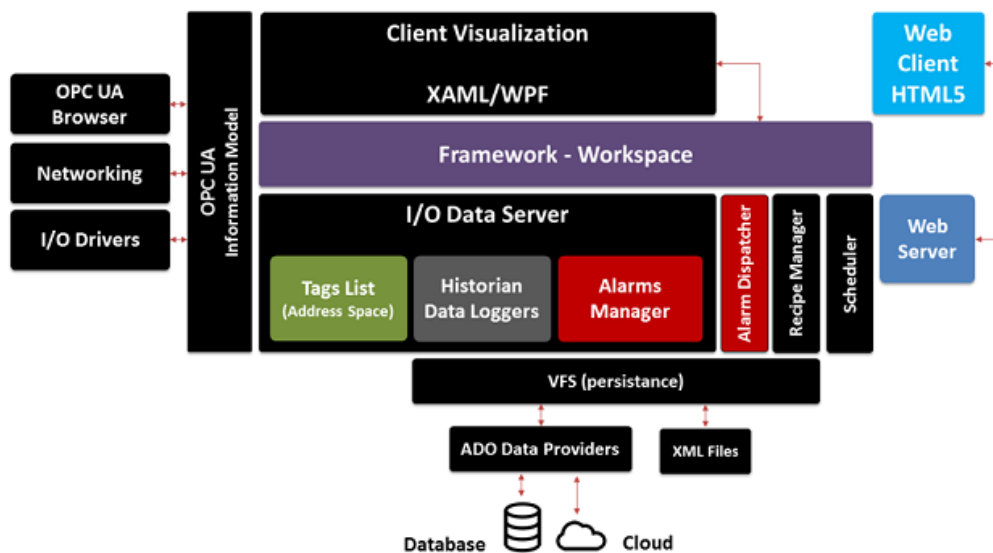 Client Visualization
XAML/WPF
Web
Client
HTML5
OPC UA
Browser
Networking
I/O Drivers
OPC UA
Information Model
Framework - Workspace
I/O Data Server
Tags List
(Address Space)
Historian
Data Loggers
Alarms
Manager
Alarm Dispatcher
Recipe Manager
Scheduler
Web
Server
VFS (persistance)
ADO Data Providers
XML Files
Database
Cloud